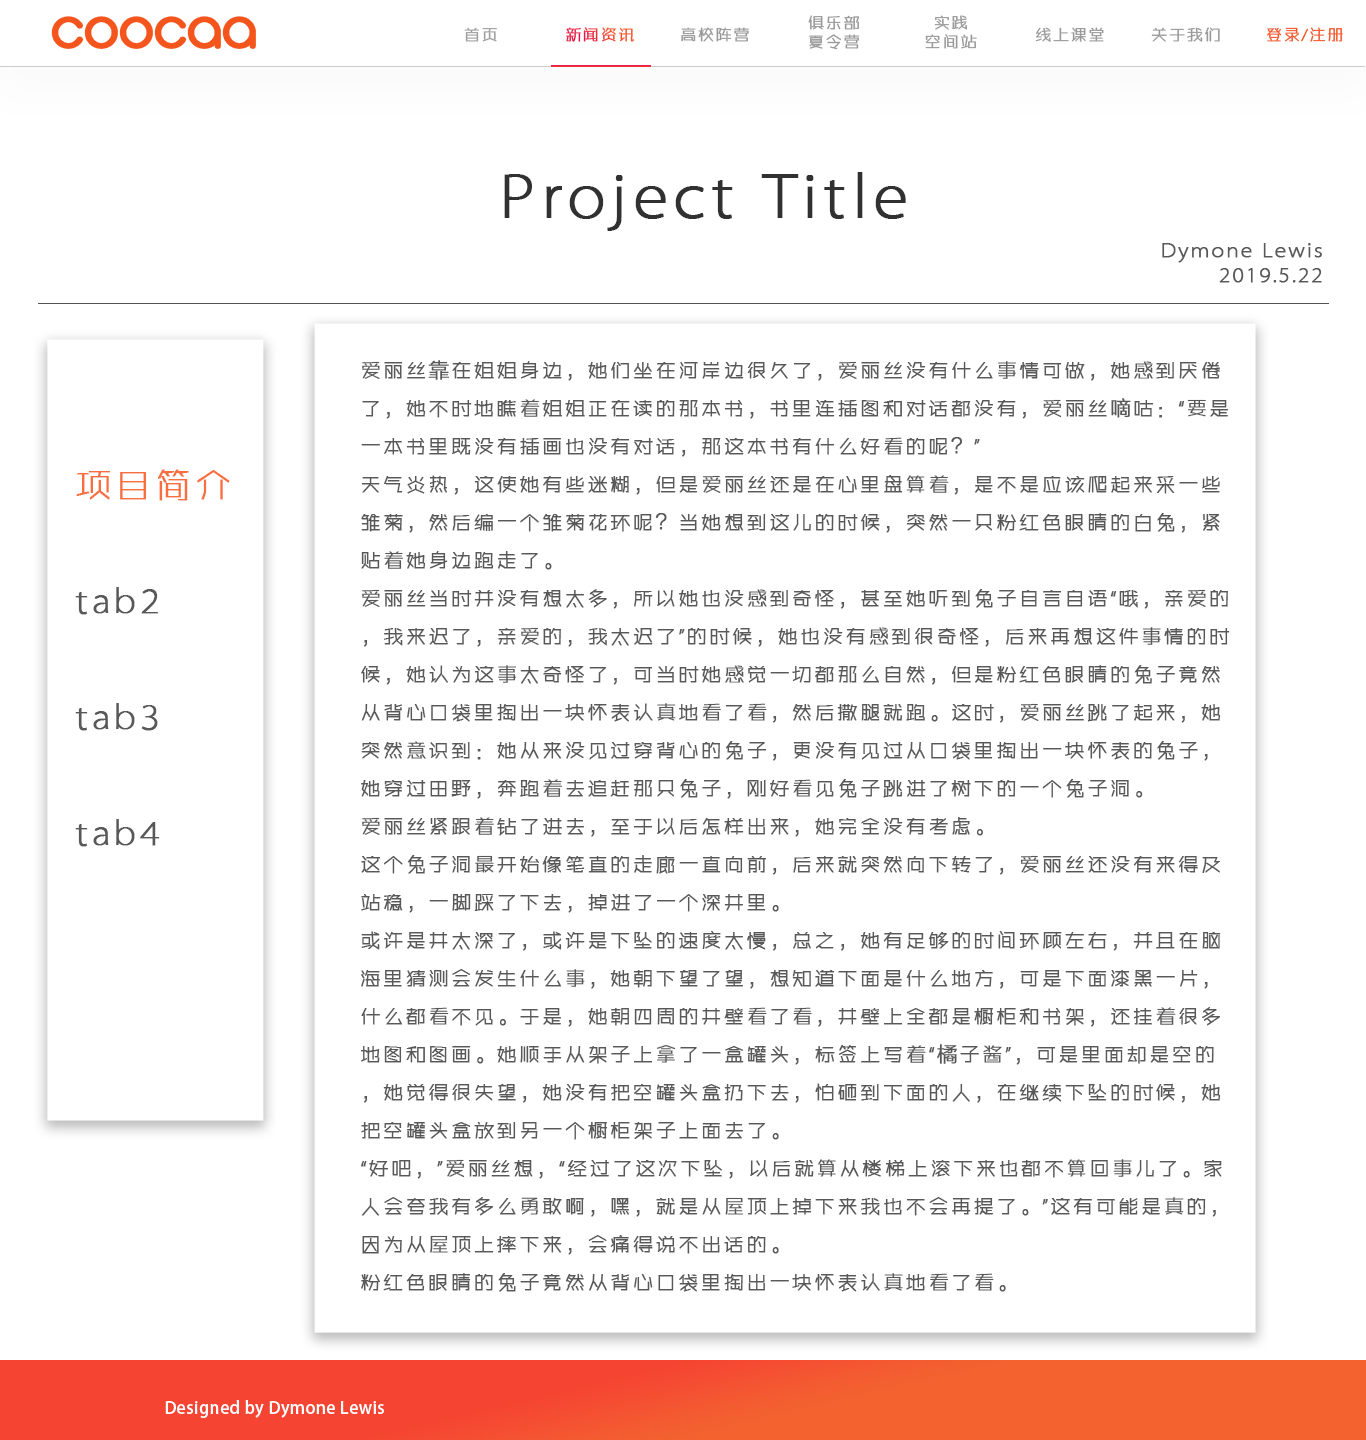 coocaa
首页
新闻资讯
高校阵营
俱乐部
夏令营
实践
空间站
线上课堂
关于我们
登录/注册
Project Title
Dymone Lewis
2019.5.22
项目简介
tab2
tab3
tab4
爱丽丝靠在姐姐身边，她们坐在河岸边很久了，爱丽丝没有什么事情可做，她感到厌倦
了，她不时地瞧着姐姐正在读的那本书，书里连插图和对话都没有，爱丽丝嘀咕：“要是
一本书里既没有插画也没有对话，那这本书有什么好看的呢？”
天气炎热，这使她有些迷糊，但是爱丽丝还是在心里盘算着，是不是应该爬起来采一些
雏菊，然后编一个雏菊花环呢？当她想到这儿的时候，突然一只粉红色眼睛的白兔，紧
贴着她身边跑走了。
爱丽丝当时并没有想太多，所以她也没感到奇怪，甚至她听到兔子自言自语“哦，亲爱的
，我来迟了，亲爱的，我太迟了”的时候，她也没有感到很奇怪，后来再想这件事情的时
候，她认为这事太奇怪了，可当时她感觉一切都那么自然，但是粉红色眼睛的兔子竟然
从背心口袋里掏出一块怀表认真地看了看，然后撒腿就跑。这时，爱丽丝跳了起来，她
突然意识到：她从来没见过穿背心的兔子，更没有见过从口袋里掏出一块怀表的兔子，
她穿过田野，奔跑着去追赶那只兔子，刚好看见兔子跳进了树下的一个兔子洞。
爱丽丝紧跟着钻了进去，至于以后怎样出来，她完全没有考虑。
这个兔子洞最开始像笔直的走廊一直向前，后来就突然向下转了，爱丽丝还没有来得及
站稳，一脚踩了下去，掉进了一个深井里。
或许是井太深了，或许是下坠的速度太慢，总之，她有足够的时间环顾左右，并且在脑
海里猜测会发生什么事，她朝下望了望，想知道下面是什么地方，可是下面漆黑一片，
什么都看不见。于是，她朝四周的井壁看了看，井壁上全都是橱柜和书架，还挂着很多
地图和图画。她顺手从架子上拿了一盒罐头，标签上写着“橘子酱”，可是里面却是空的
，她觉得很失望，她没有把空罐头盒扔下去，怕砸到下面的人，在继续下坠的时候，她
把空罐头盒放到另一个橱柜架子上面去了。
“好吧，”爱丽丝想，“经过了这次下坠，以后就算从楼梯上滚下来也都不算回事儿了。家
人会夸我有多么勇敢啊，嘿，就是从屋顶上掉下来我也不会再提了。”这有可能是真的，
因为从屋顶上摔下来，会痛得说不出话的。
粉红色眼睛的兔子竟然从背心口袋里掏出一块怀表认真地看了看。
Designed by Dymone Lewis